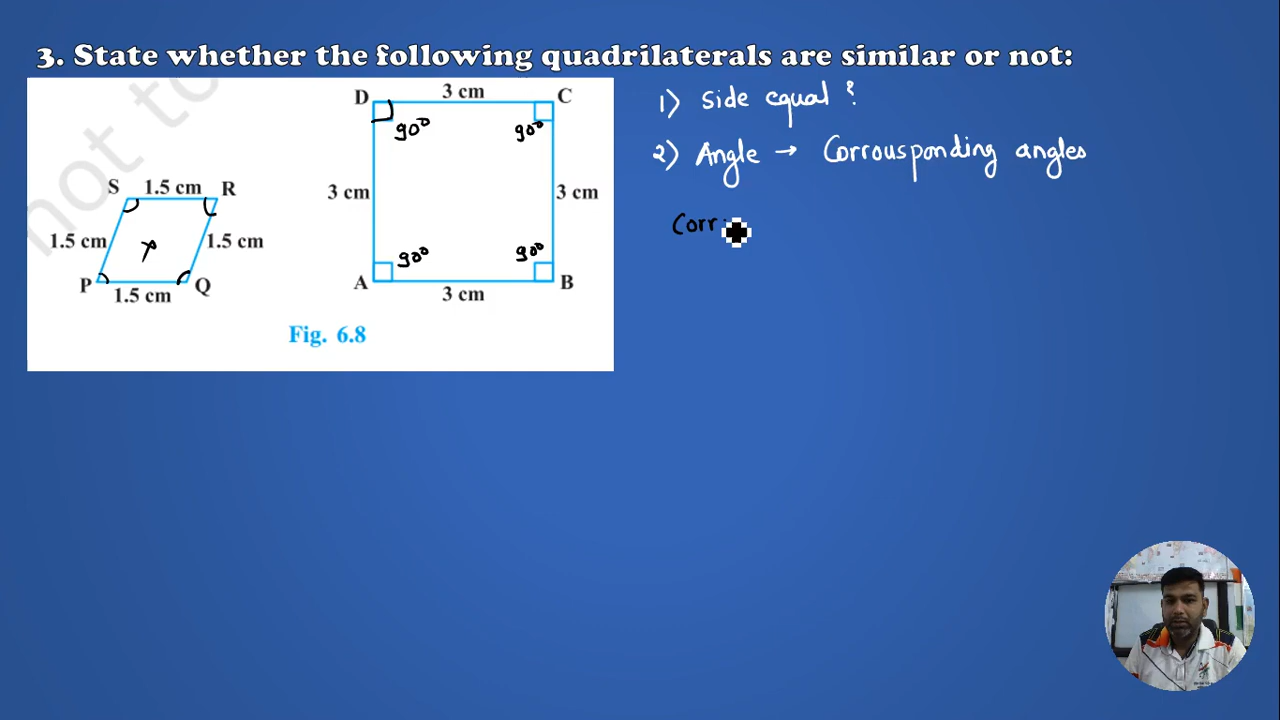 3. State whether the following quadrilaterals are similar or not:
not to
D 3 cm C
90° 90°
3 cm 3 cm
90° 90°
A 3 cm B
S 1.5 cm R
1.5 cm 1.5 cm
P 1.5 cm Q
Fig. 6.8
1) Side equal ?
2) Angle → Corrousponding angles
Corr